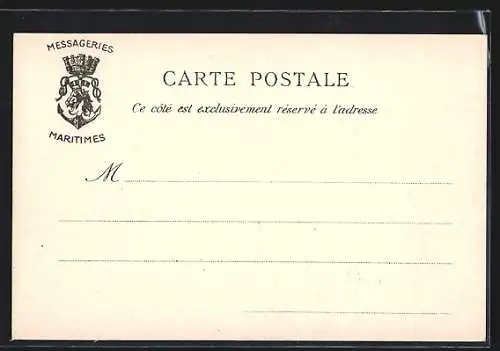 MESSAGERIES
MARITIMES
CARTE POSTALE
Ce côté est exclusivement réservé à l'adresse
M